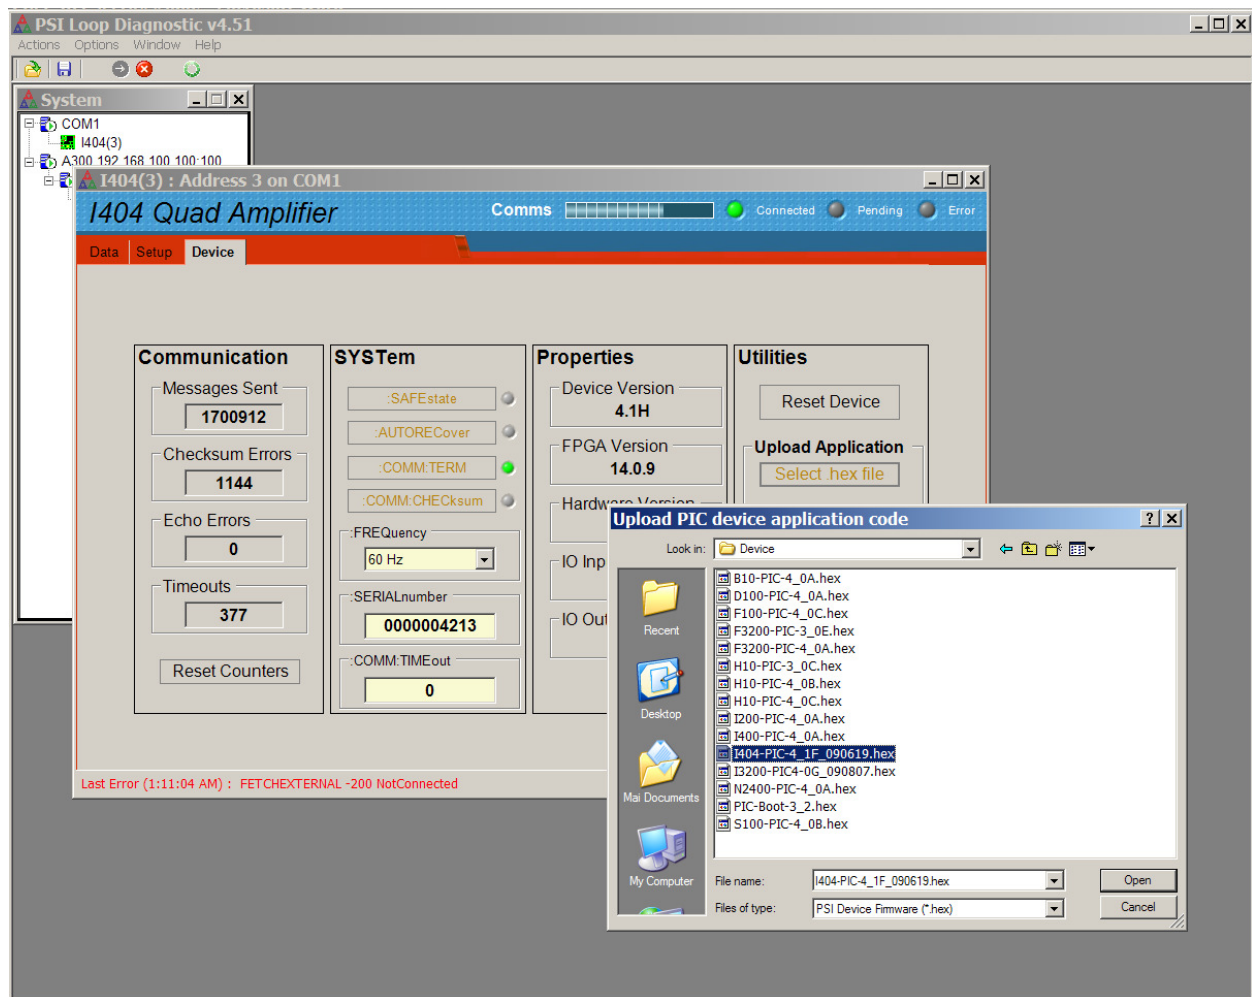 PSI Loop Diagnostic v4.51
Actions Options Window Help
System
COM1
I404(3)
A300 192.168.100.100:100
I404(3) : Address 3 on COM1
I404 Quad Amplifier
Comms
Connected
Pending
Error
Data Setup Device
Communication
Messages Sent
1700912
Checksum Errors
1144
Echo Errors
0
Timeouts
377
Reset Counters
SYSTem
:SAFEstate
:AUTORECover
:COMM:TERM
:COMM:CHECksum
:FREQuency
60 Hz
:SERIALnumber
0000004213
:COMM:TIMEout
0
Properties
Device Version
4.1H
FPGA Version
14.0.9
Hardware Version
IO Inp
IO Out
Utilities
Reset Device
Upload Application
Select .hex file
Last Error (1:11:04 AM) : FETCHEXTERNAL -200 NotConnected
Upload PIC device application code
Look in: Device
Recent
Desktop
Mai Documents
My Computer
B10-PIC-4_0A.hex
D100-PIC-4_0A.hex
F100-PIC-4_0C.hex
F3200-PIC-3_0E.hex
F3200-PIC-4_0A.hex
H10-PIC-3_0C.hex
H10-PIC-4_0B.hex
H10-PIC-4_0C.hex
I200-PIC-4_0A.hex
I400-PIC-4_0A.hex
I404-PIC-4_1F_090619.hex
I3200-PIC4-0G_090807.hex
N2400-PIC-4_0A.hex
PIC-Boot-3_2.hex
S100-PIC-4_0B.hex
File name: I404-PIC-4_1F_090619.hex Open
Files of type: PSI Device Firmware (*.hex) Cancel